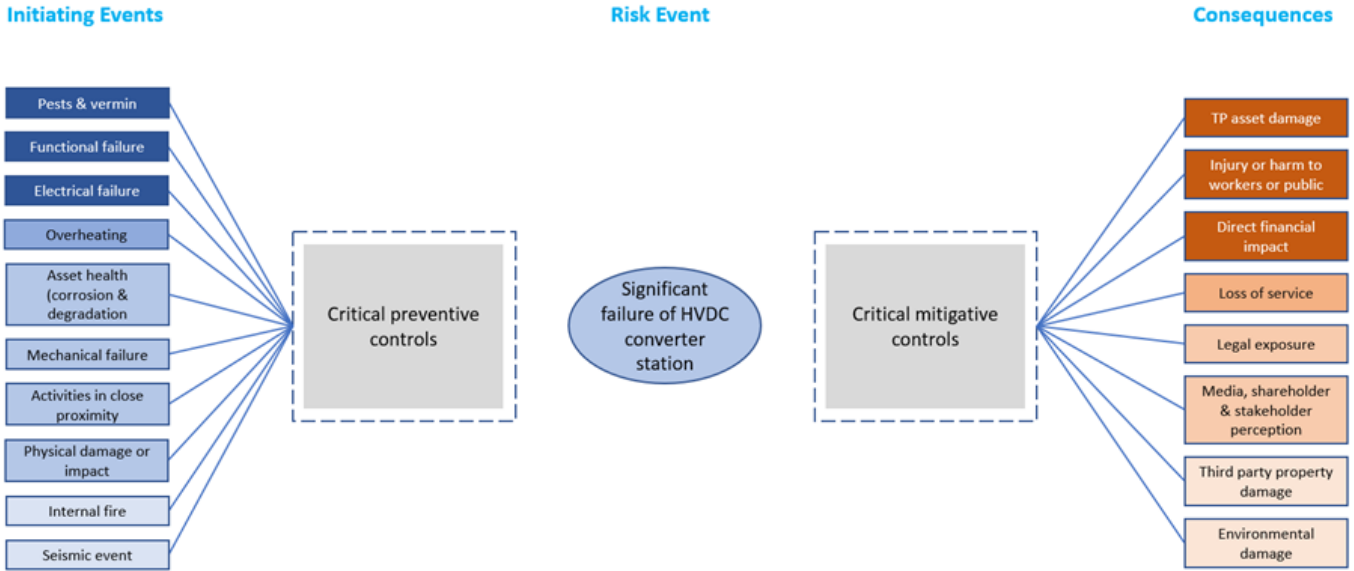 Initiating Events
Risk Event
Consequences
Pests & vermin
Functional failure
Electrical failure
Overheating
Asset health
(corrosion &
degradation
Mechanical failure
Activities in close
proximity
Physical damage or
impact
Internal fire
Seismic event
Critical preventive
controls
Significant
failure of HVDC
converter
station
Critical mitigative
controls
TP asset damage
Injury or harm to
workers or public
Direct financial
impact
Loss of service
Legal exposure
Media, shareholder
& stakeholder
perception
Third party property
damage
Environmental
damage